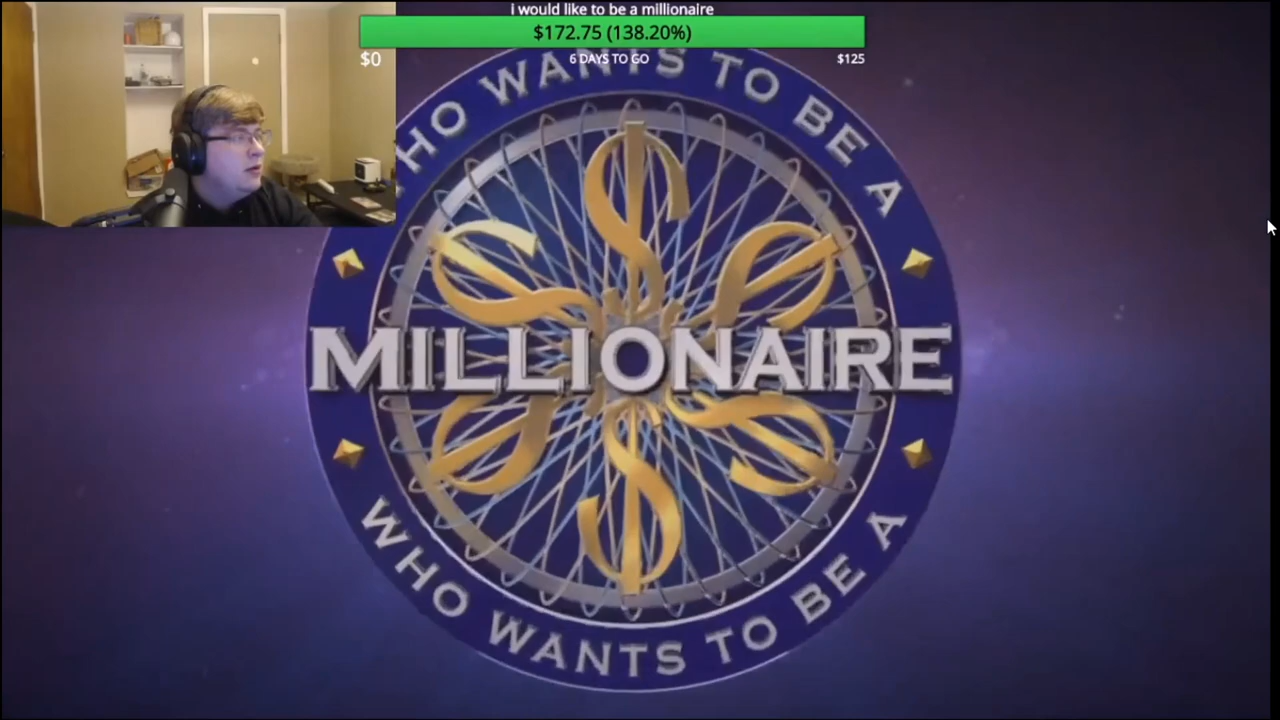 i would like to be a millionaire
$172.75 (138.20%)
$0
6 DAYS TO GO
$125
WHO WANTS TO BE A
MILLIONAIRE
WHO WANTS TO BE A